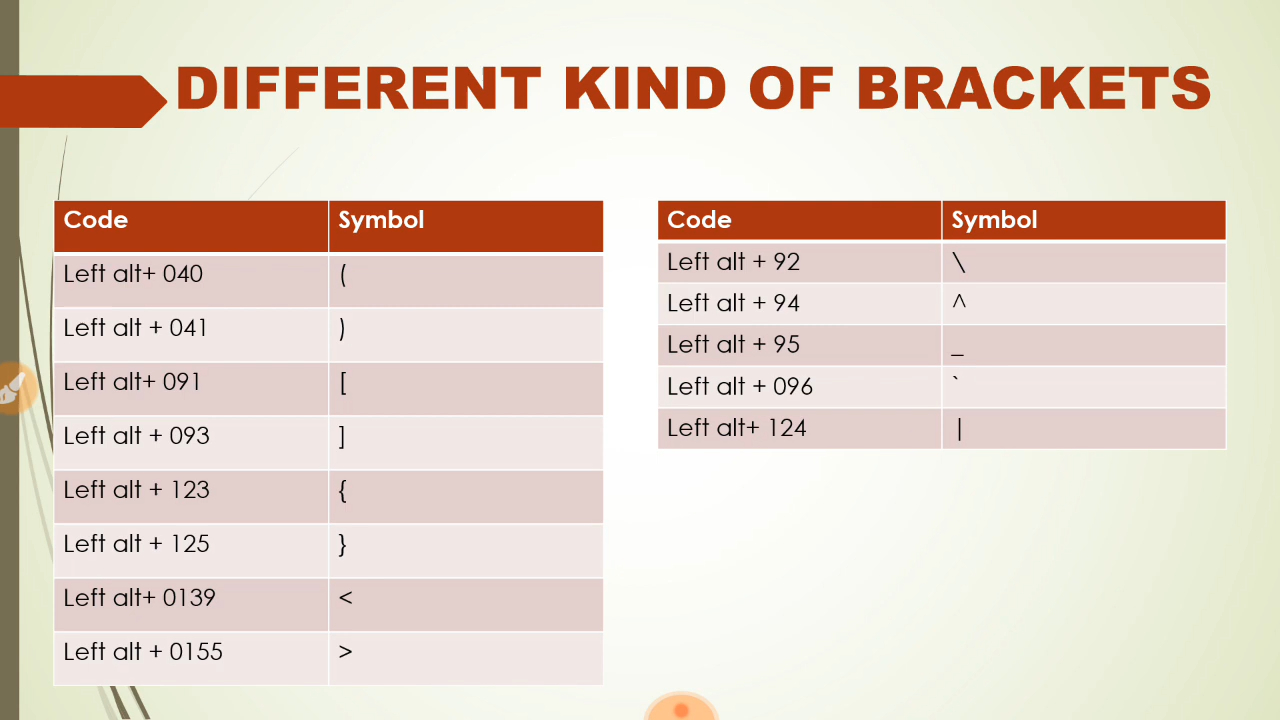 DIFFERENT KIND OF BRACKETS
Code Symbol
Left alt+ 040 (
Left alt + 041 )
Left alt+ 091 [
Left alt + 093 ]
Left alt + 123 {
Left alt + 125 }
Left alt+ 0139 <
Left alt + 0155 >
Code Symbol
Left alt + 92 \
Left alt + 94 ^
Left alt + 95 _
Left alt + 096 `
Left alt+ 124 |